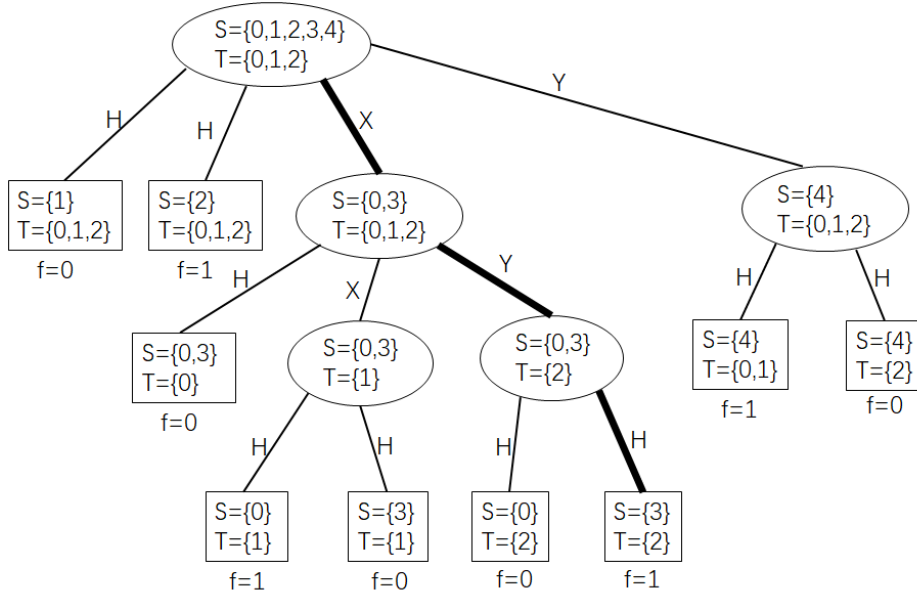 S={0,1,2,3,4}
T={0,1,2}
H
H
X
Y
S={1}
T={0,1,2}
f=0
S={2}
T={0,1,2}
f=1
S={0,3}
T={0,1,2}
S={4}
T={0,1,2}
H
X
Y
H
H
S={0,3}
T={0}
f=0
S={0,3}
T={1}
S={0,3}
T={2}
S={4}
T={0,1}
f=1
S={4}
T={2}
f=0
H
H
H
H
S={0}
T={1}
f=1
S={3}
T={1}
f=0
S={0}
T={2}
f=0
S={3}
T={2}
f=1